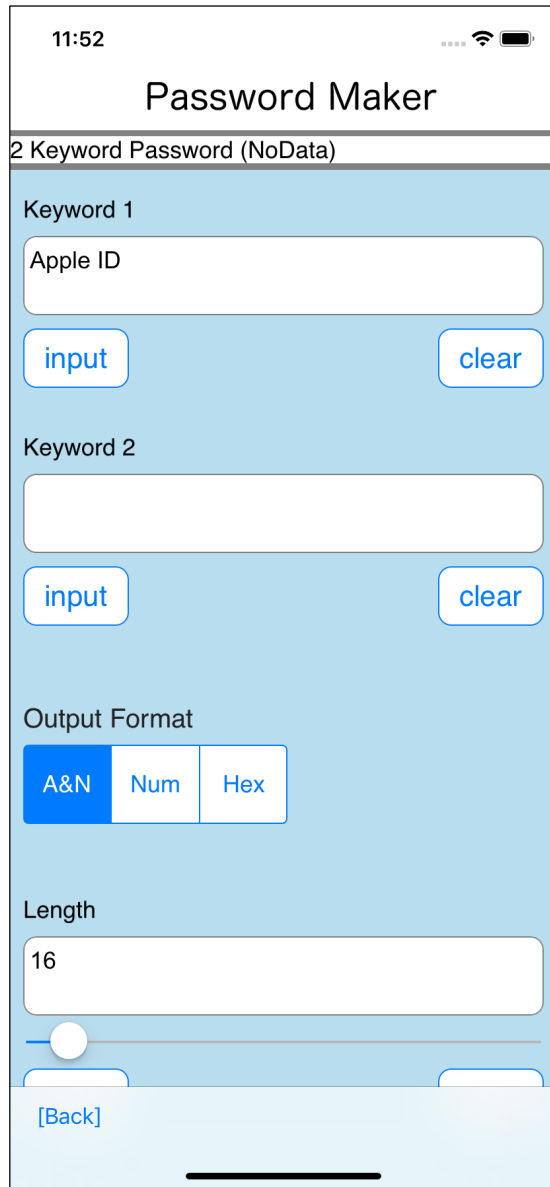 11:52
Password Maker
2 Keyword Password (NoData)
Keyword 1
Apple ID
input clear
Keyword 2
input clear
Output Format
A&N Num Hex
Length
16
[Back]